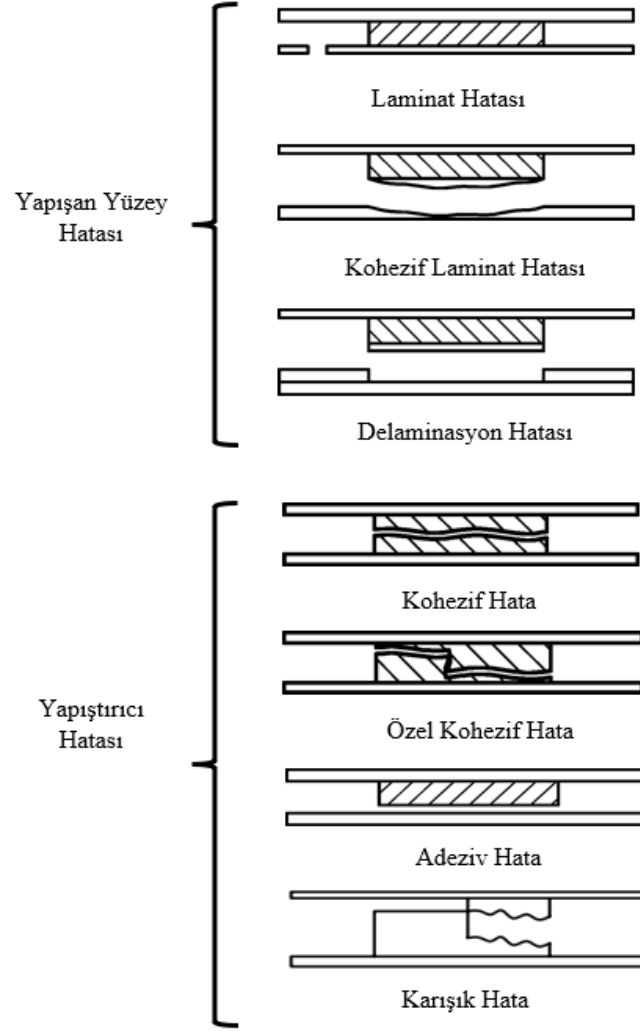 Laminat Hatası
Yapışan Yüzey
Hatası
Kohezif Laminat Hatası
Delaminasyon Hatası
Kohezif Hata
Yapıştırıcı
Hatası
Özel Kohezif Hata
Adeziv Hata
Karışık Hata